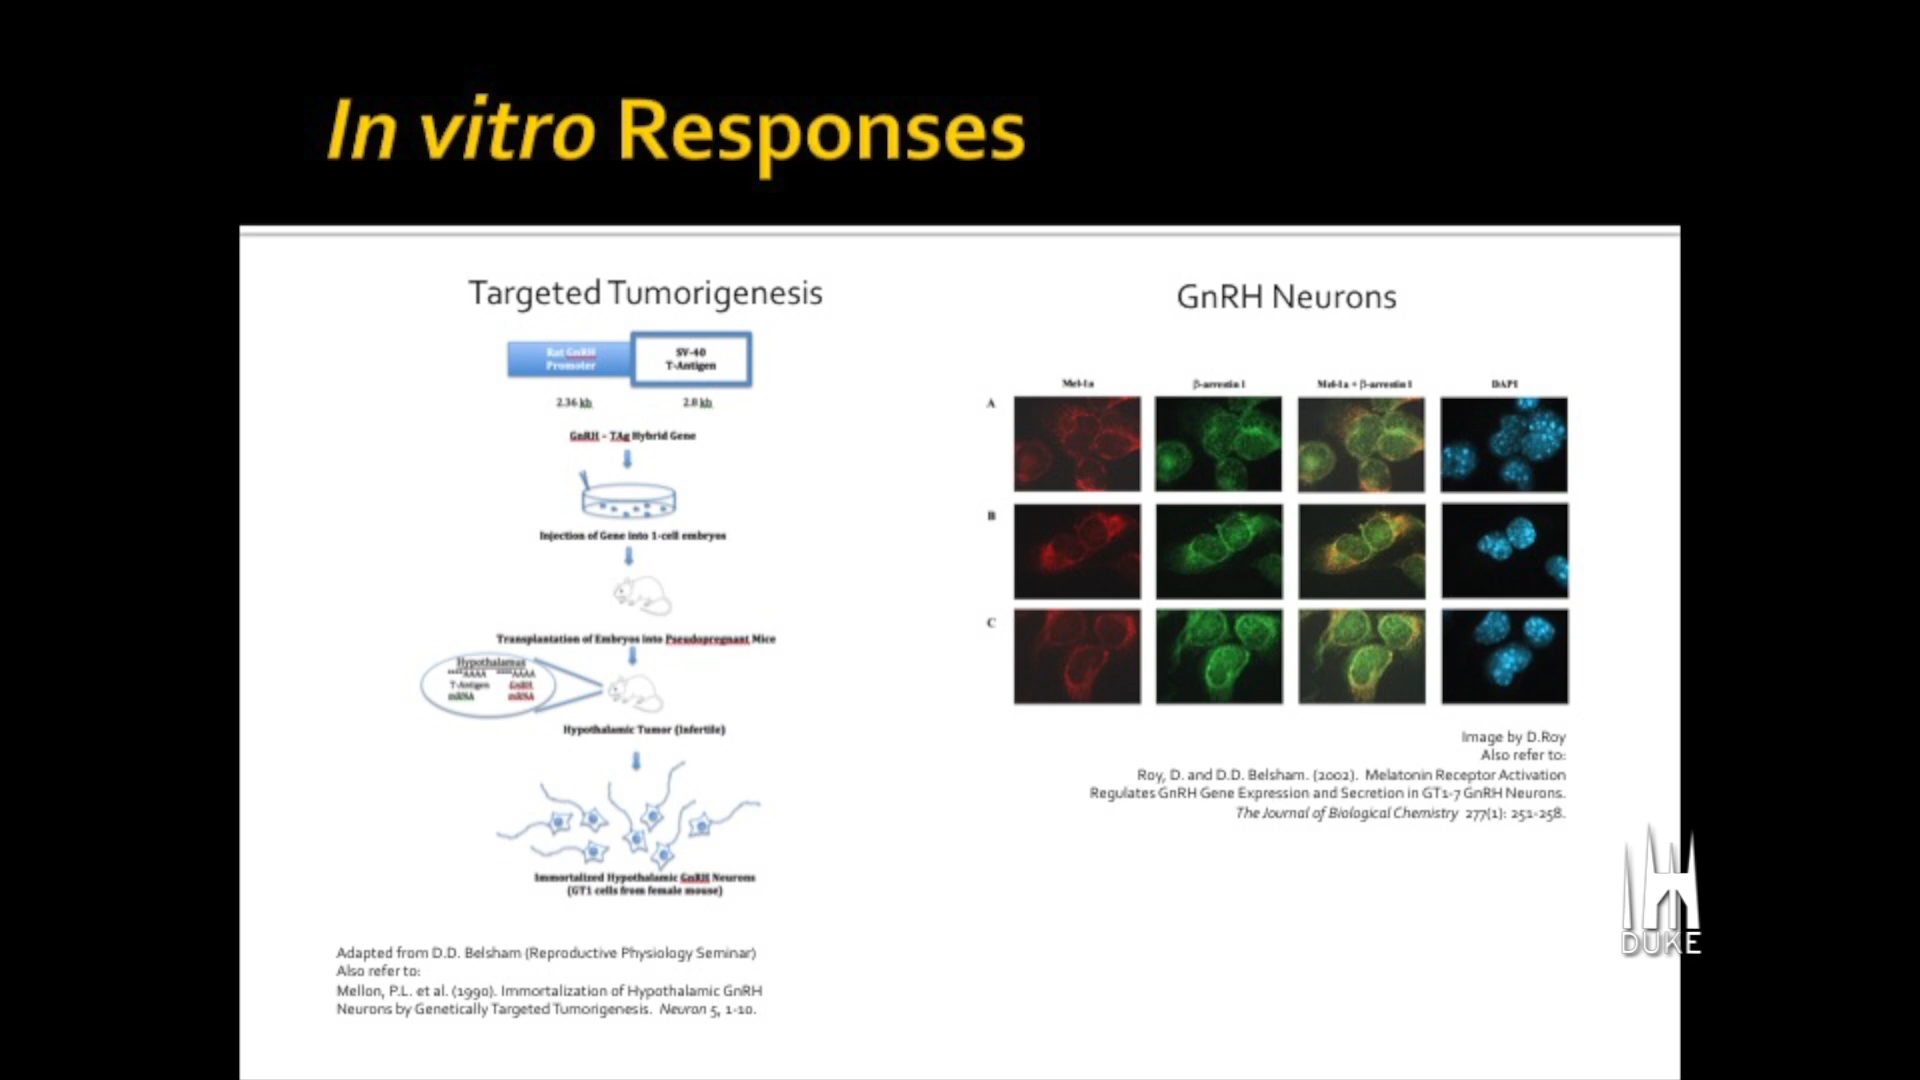 In vitro Responses
Targeted Tumorigenesis
Rat GnRH
Promoter
SV-40
T-Antigen
2.36 kb
2.8 kb
GnRH – TAg Hybrid Gene
Injection of Gene into 1-cell embryos
Transplantation of Embryos into Pseudopregnant Mice
Hypothalamus
AAAA AAAA
T-Antigen GnRH
mRNA mRNA
Hypothalamic Tumor (Infertile)
Immortalized Hypothalamic GnRH Neurons
(GT1 cells from female mouse)
Adapted from D.D. Belsham (Reproductive Physiology Seminar)
Also refer to:
Mellon, P.L. et al. (1990). Immortalization of Hypothalamic GnRH
Neurons by Genetically Targeted Tumorigenesis. Neuron 5, 1-10.
GnRH Neurons
Mel-1a β-arrestin 1 Mel-1a + β-arrestin 1 DAPI
A
B
C
Image by D.Roy
Also refer to:
Roy, D. and D.D. Belsham. (2002). Melatonin Receptor Activation
Regulates GnRH Gene Expression and Secretion in GT1-7 GnRH Neurons.
The Journal of Biological Chemistry 277(1): 251-258.
DUKE